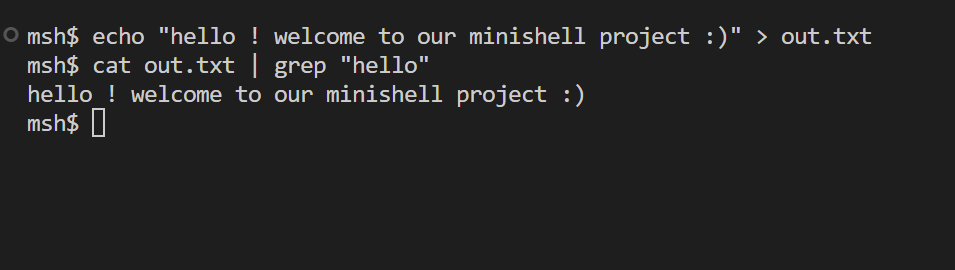 msh$ echo "hello ! welcome to our minishell project :)" > out.txt
msh$ cat out.txt | grep "hello"
hello ! welcome to our minishell project :)
msh$